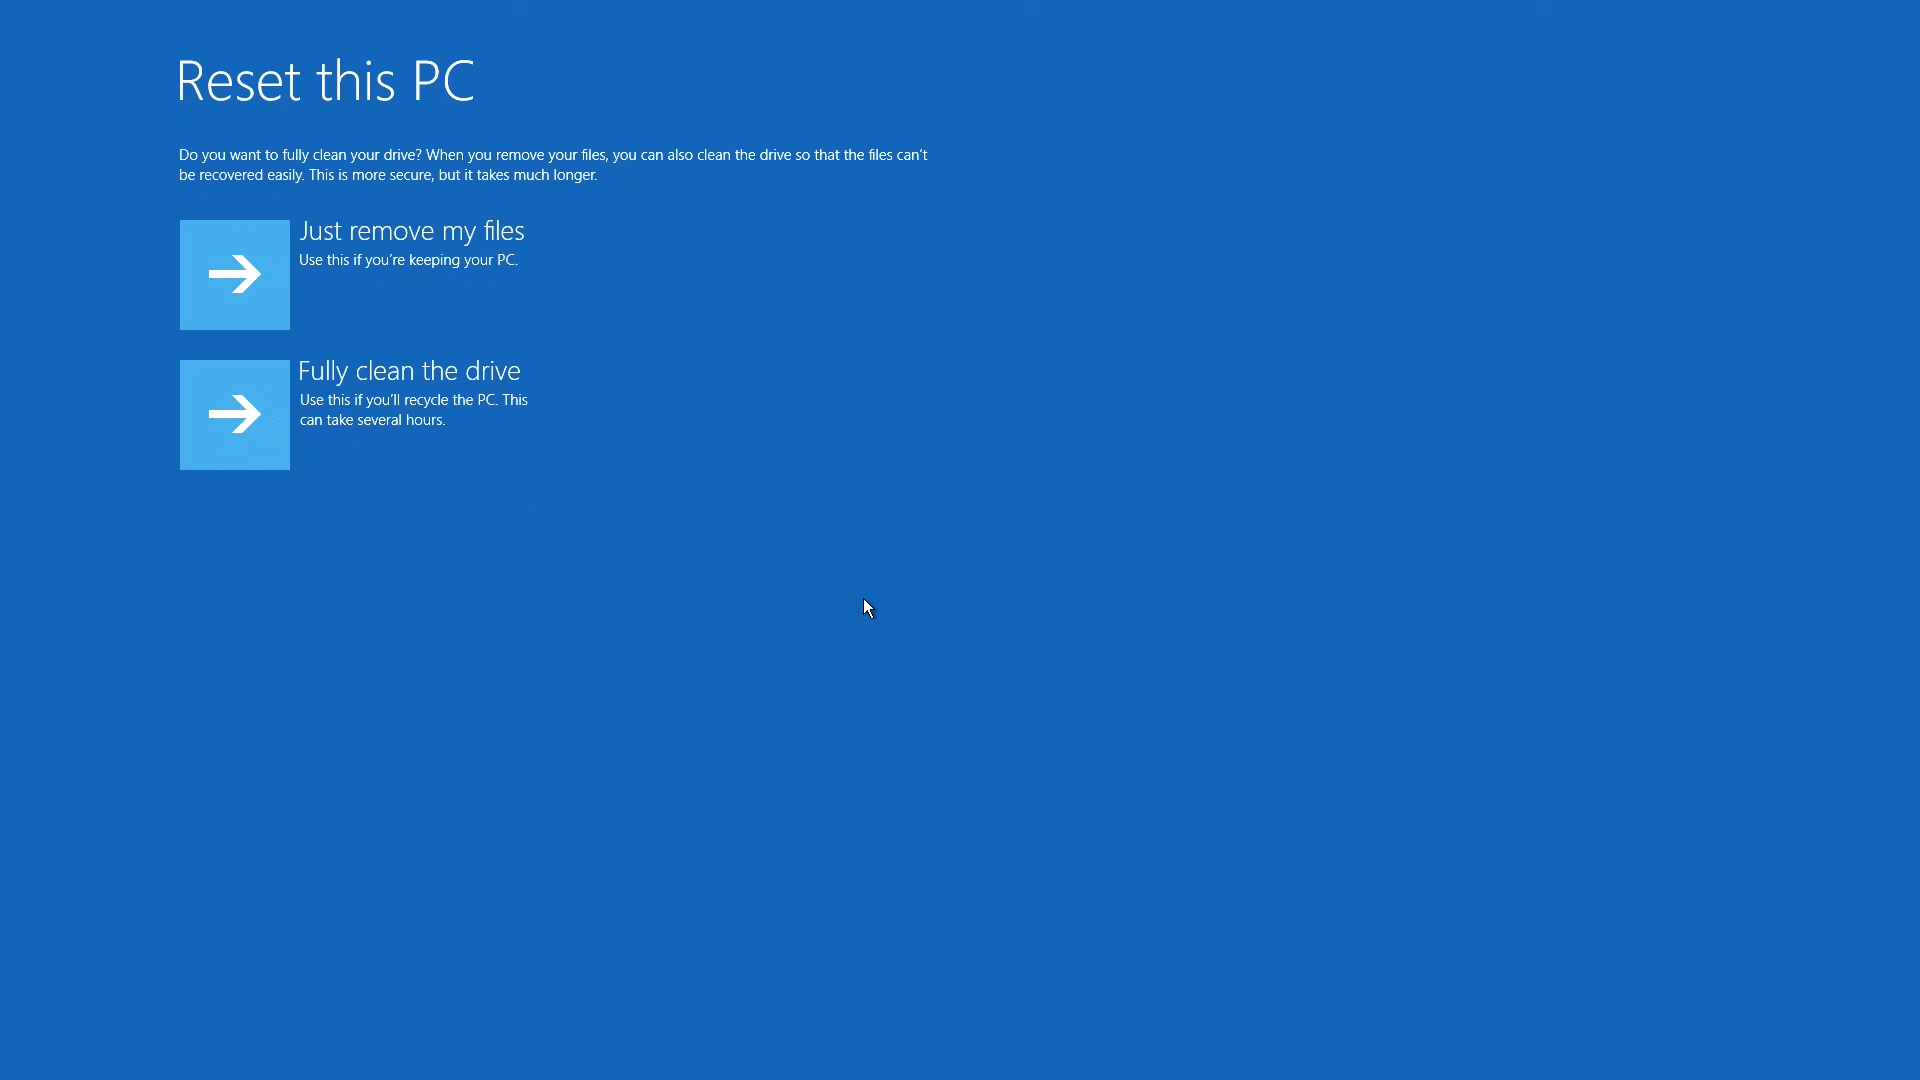 Reset this PC
Do you want to fully clean your drive? When you remove your files, you can also clean the drive so that the files can’t
be recovered easily. This is more secure, but it takes much longer.
Just remove my files
Use this if you’re keeping your PC.
Fully clean the drive
Use this if you’ll recycle the PC. This
can take several hours.